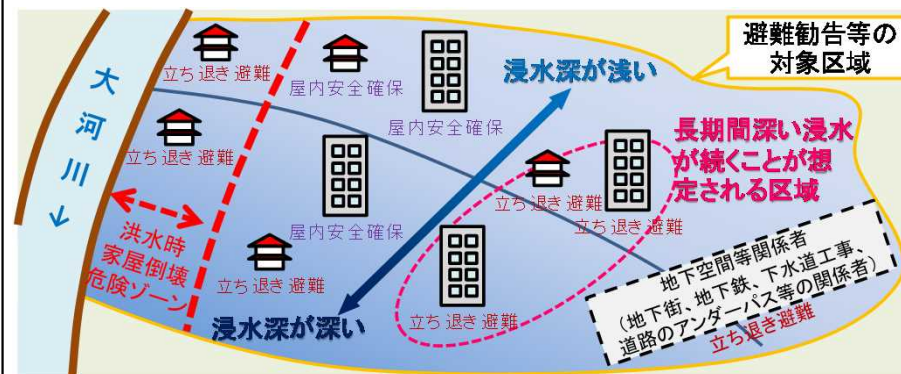 避難勧告等の
対象区域
大河川↓
立ち退き避難
屋内安全確保
屋内安全確保
浸水深が浅い
立ち退き避難
長期間深い浸水
が続くことが想
定される区域
屋内安全確保
立ち退き避難
立ち退き避難
洪水時
家屋倒壊
危険ゾーン
立ち退き避難
浸水深が深い
立ち退き避難
地下空間等関係者
(地下街、地下鉄、下水道工事、
道路のアンダーパス等の関係者)
立ち退き避難